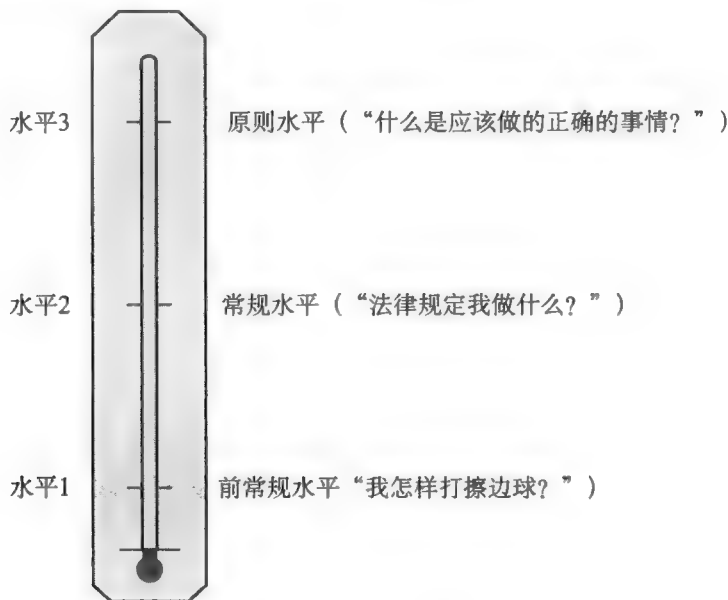 水平3 原则水平（“什么是应该做的正确的事情？”）
水平2 常规水平（“法律规定我做什么？”）
水平1 前常规水平“我怎样打擦边球？”）